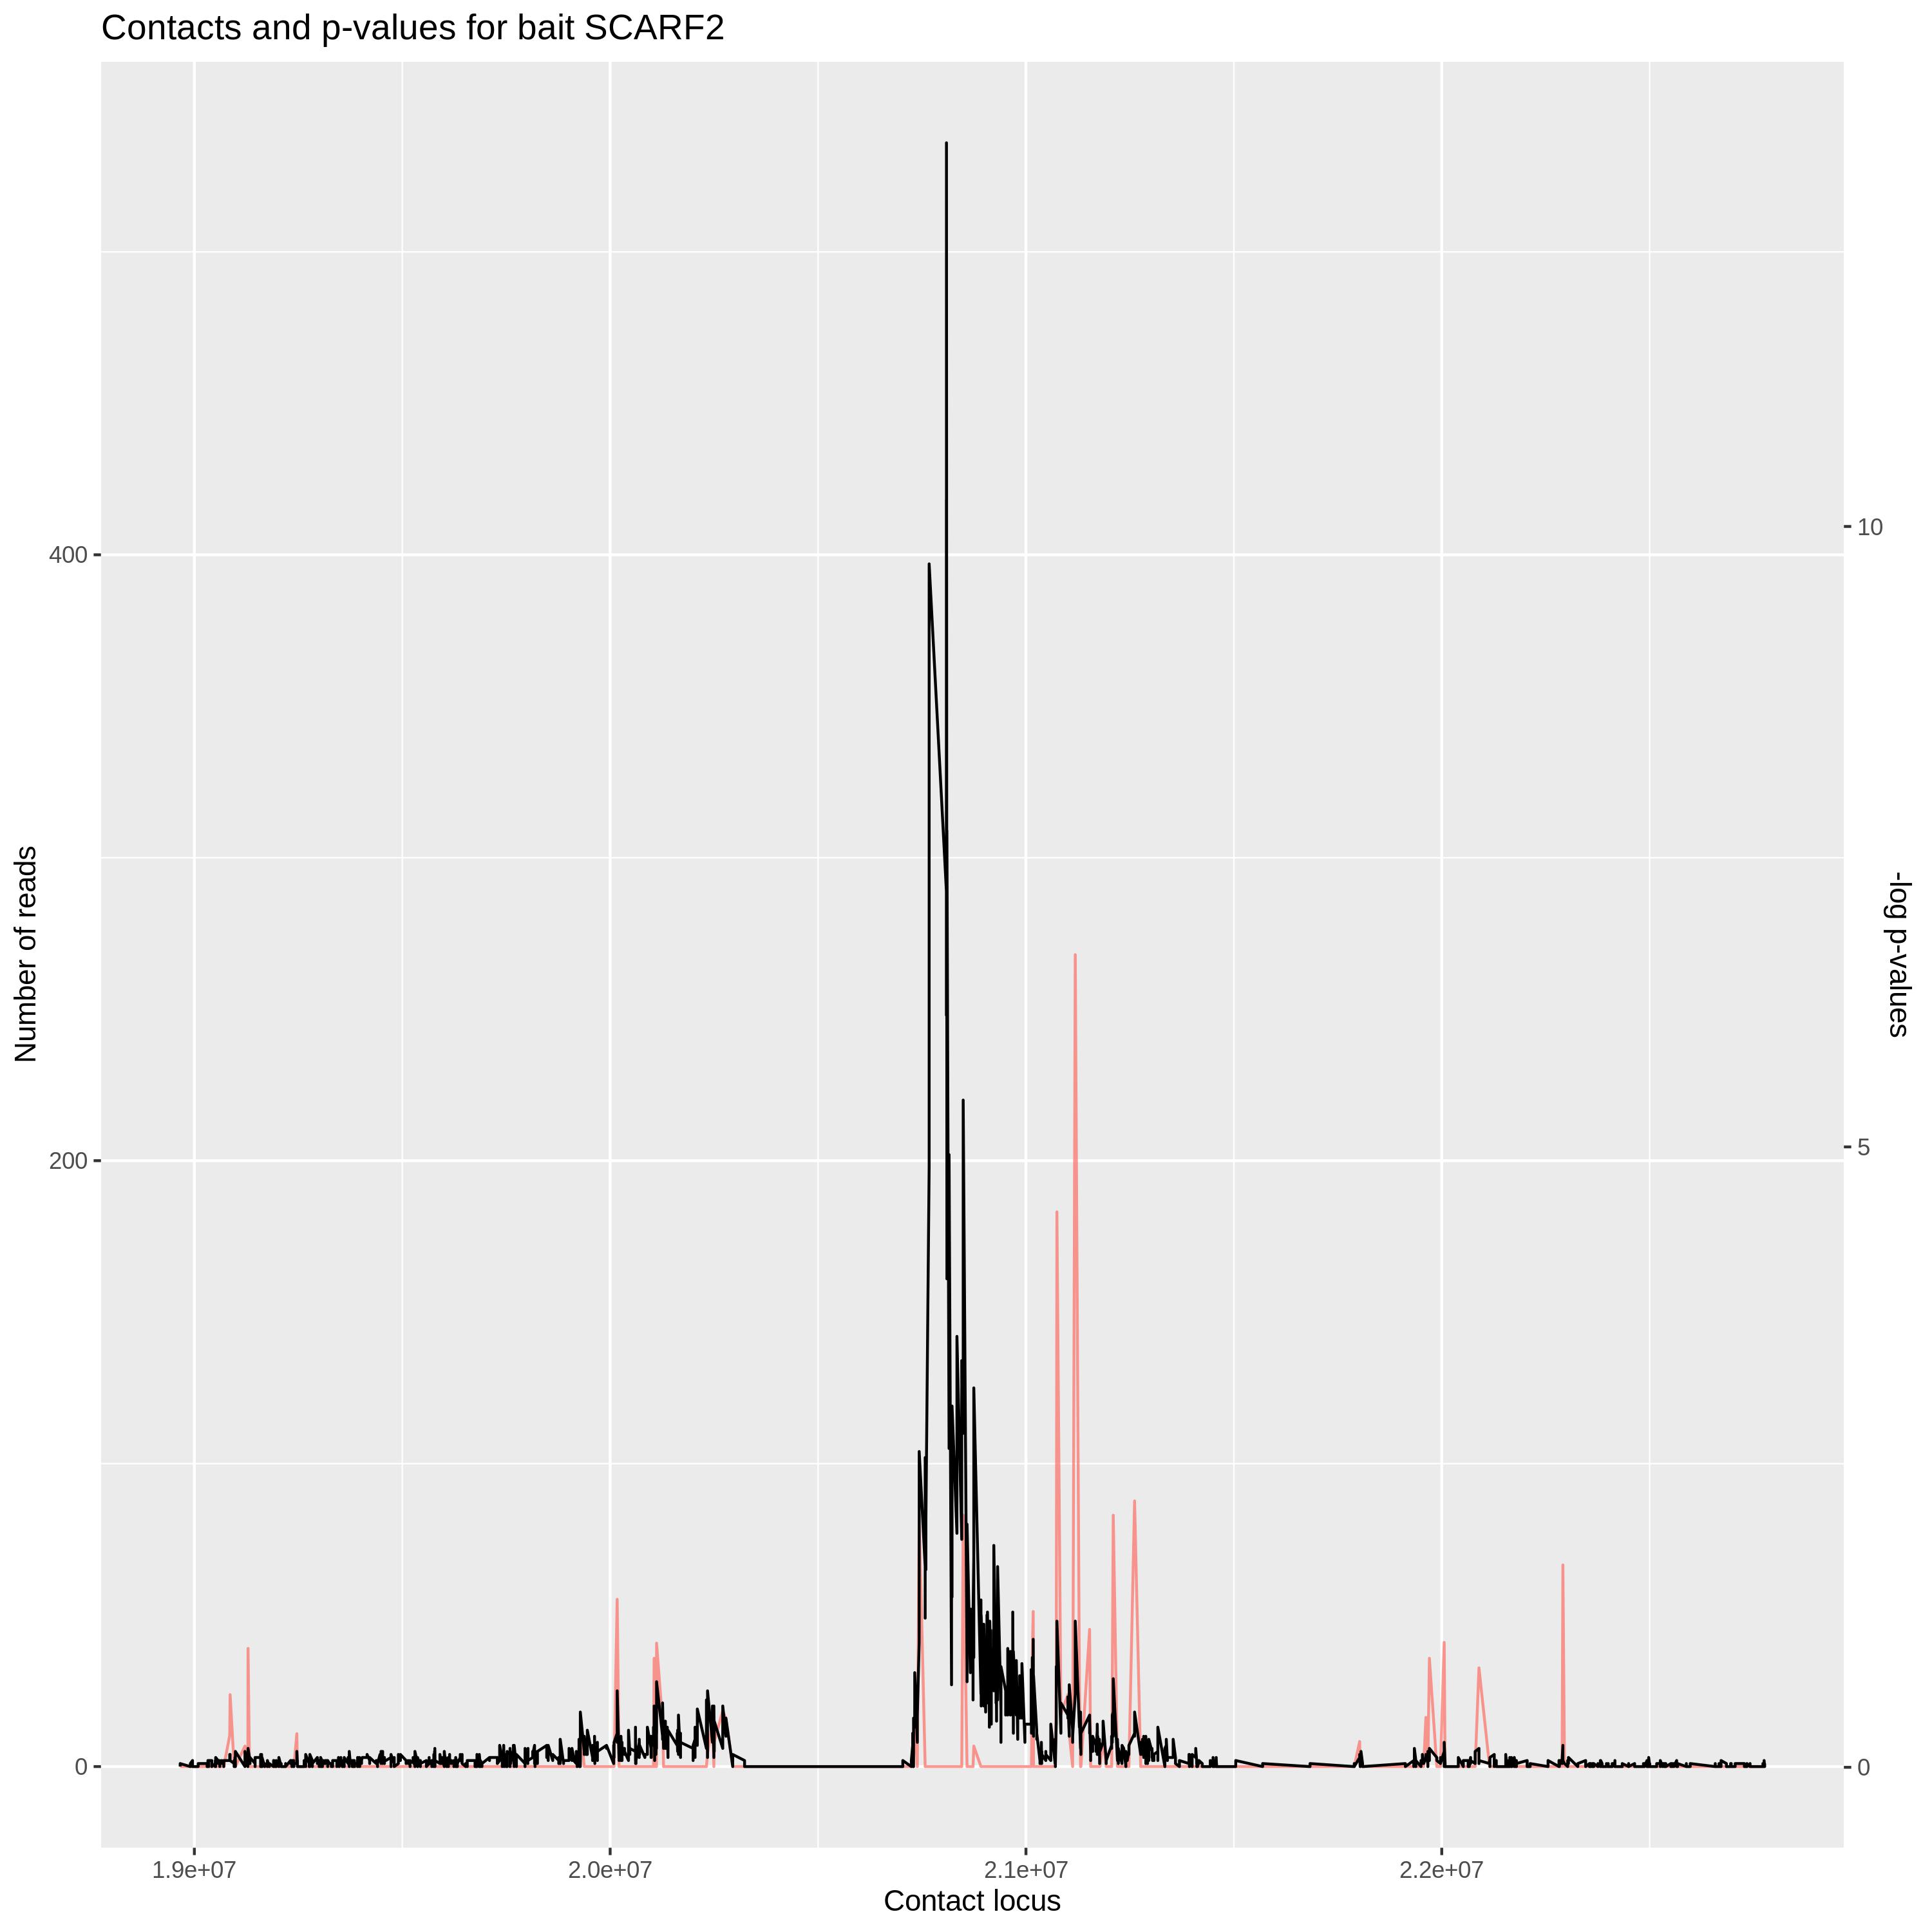 Contacts and p-values for bait SCARF2
Number of reads
400
200
0
10
5
0
-log p-values
1.9e+07
2.0e+07
2.1e+07
2.2e+07
Contact locus